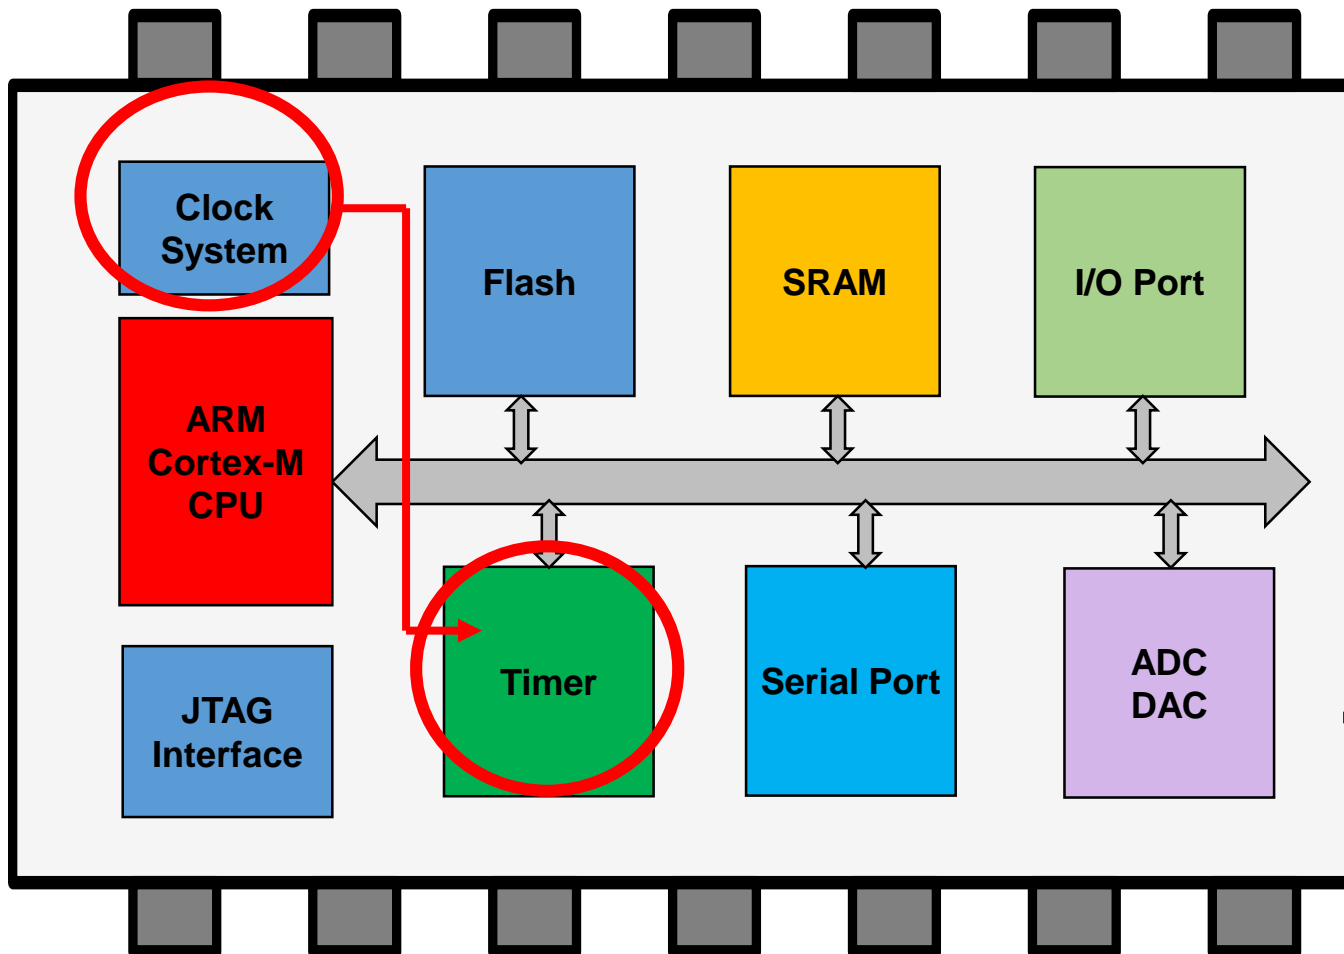 Clock
System
Flash
SRAM
I/O Port
ARM
Cortex-M
CPU
JTAG
Interface
Timer
Serial Port
ADC
DAC